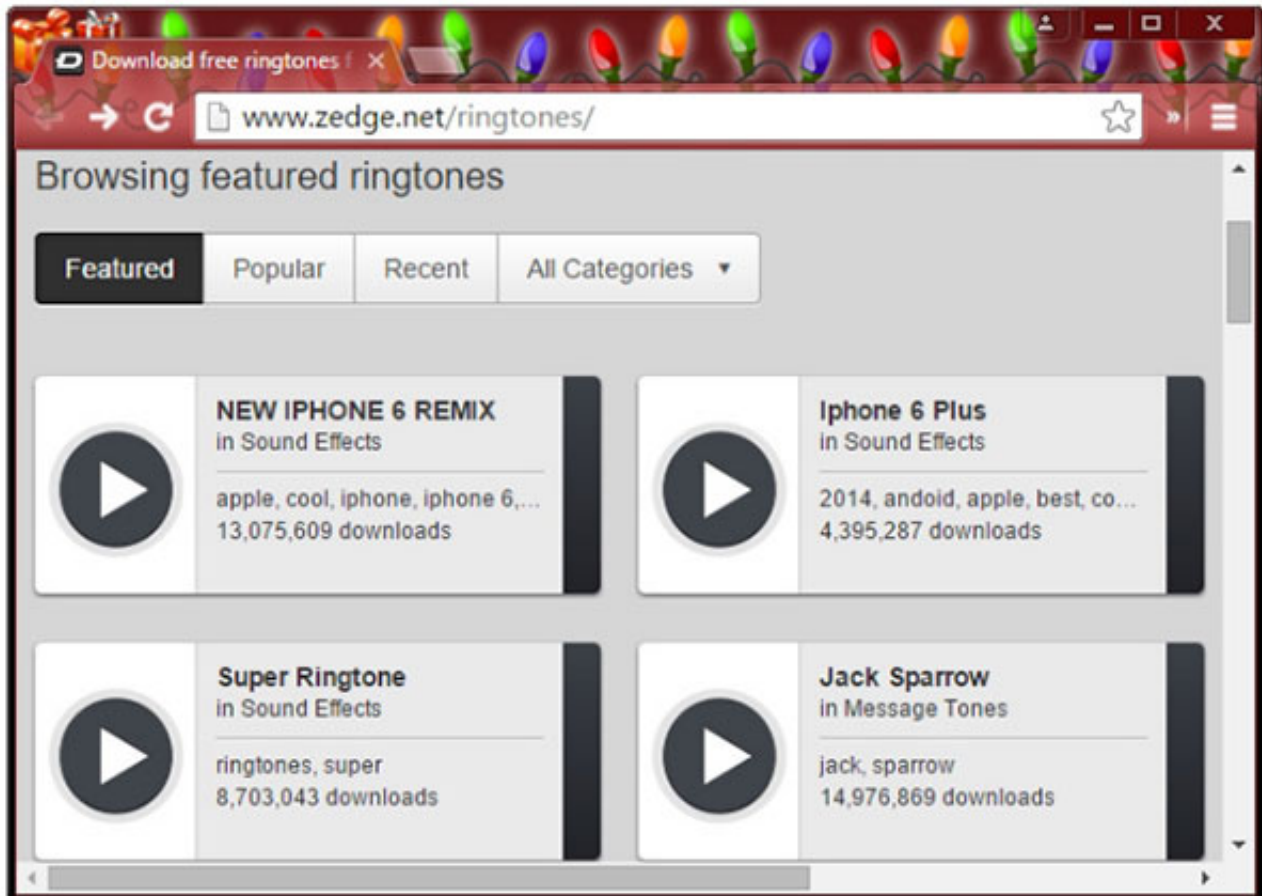 Download free ringtones f
www.zedge.net/ringtones/
Browsing featured ringtones
Featured
Popular
Recent
All Categories
NEW IPHONE 6 REMIX
in Sound Effects
apple, cool, iphone, iphone 6,...
13,075,609 downloads
Iphone 6 Plus
in Sound Effects
2014, andoid, apple, best, co...
4,395,287 downloads
Super Ringtone
in Sound Effects
ringtones, super
8,703,043 downloads
Jack Sparrow
in Message Tones
jack, sparrow
14,976,869 downloads